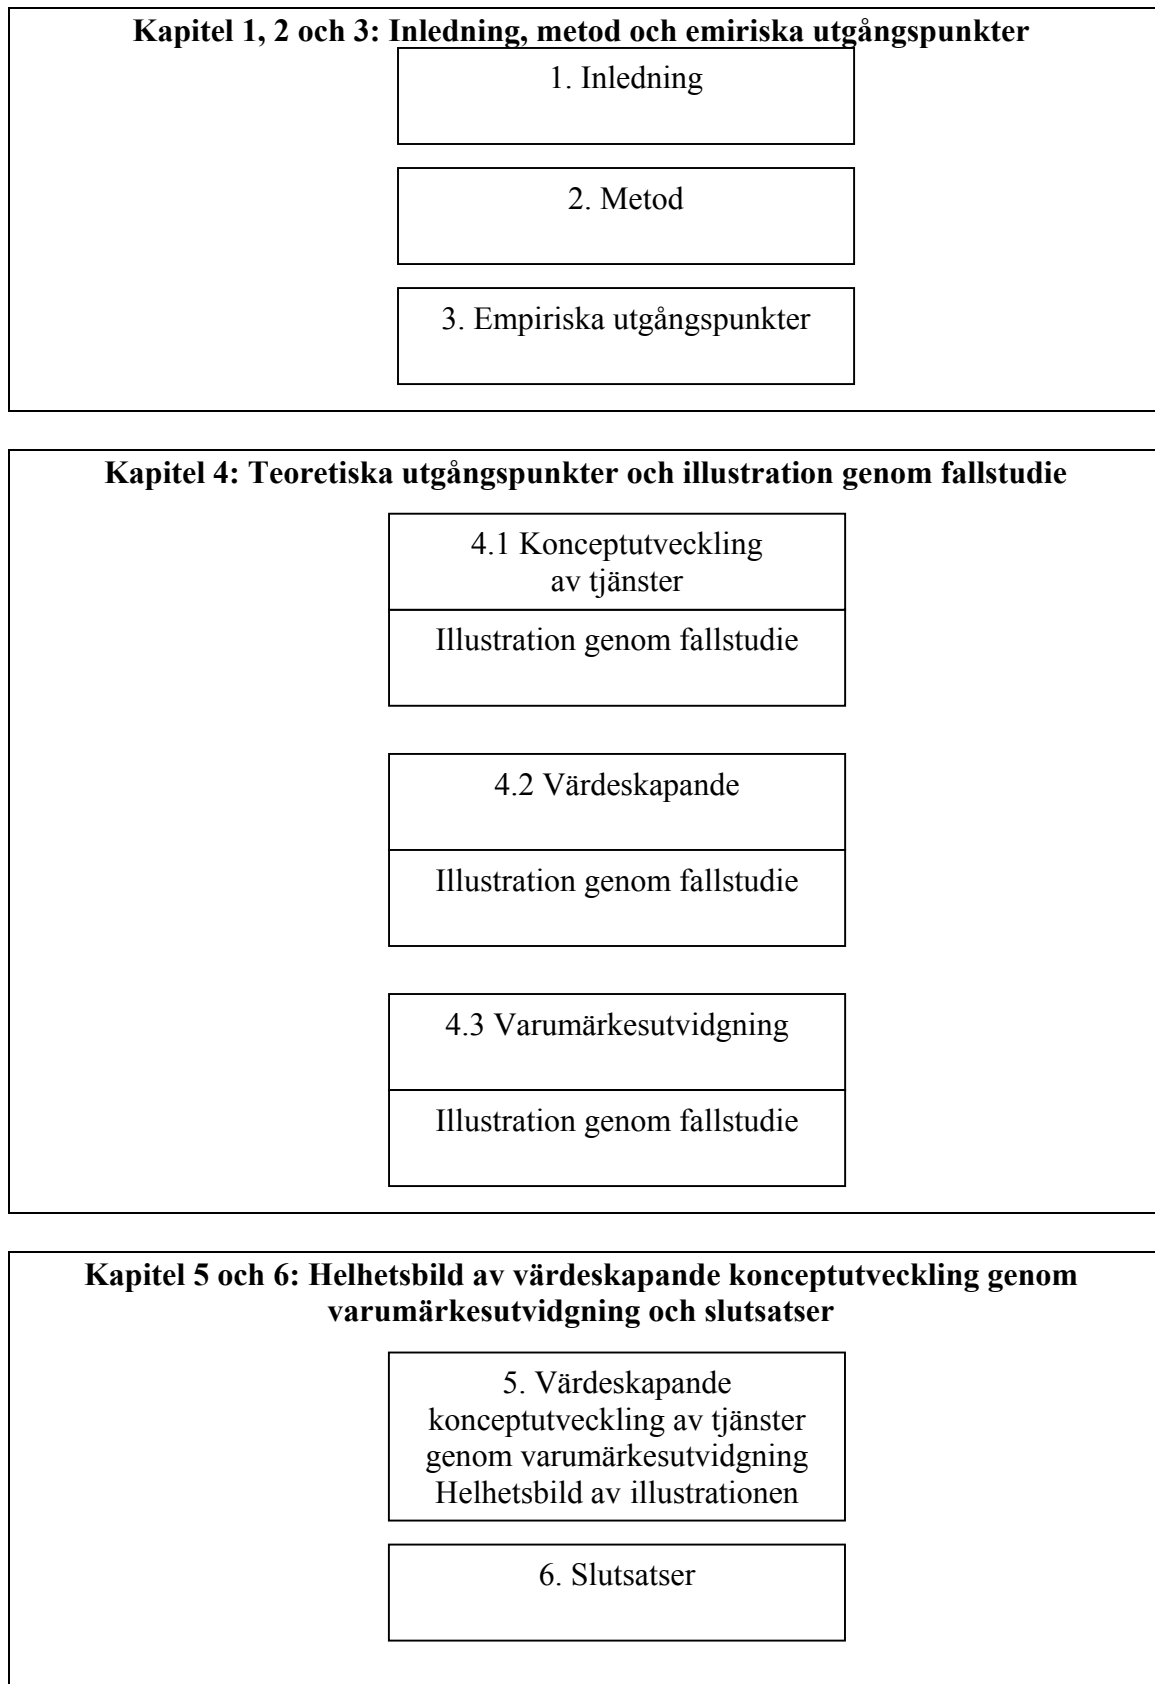 Kapitel 1, 2 och 3: Inledning, metod och emiriska utgångspunkter
1. Inledning
2. Metod
3. Empiriska utgångspunkter
Kapitel 4: Teoretiska utgångspunkter och illustration genom fallstudie
4.1 Konceptutveckling
av tjänster
Illustration genom fallstudie
4.2 Värdeskapande
Illustration genom fallstudie
4.3 Varumärkesutvidgning
Illustration genom fallstudie
Kapitel 5 och 6: Helhetsbild av värdeskapande konceptutveckling genom
varumärkesutvidgning och slutsatser
5. Värdeskapande
konceptutveckling av tjänster
genom varumärkesutvidgning
Helhetsbild av illustrationen
6. Slutsatser